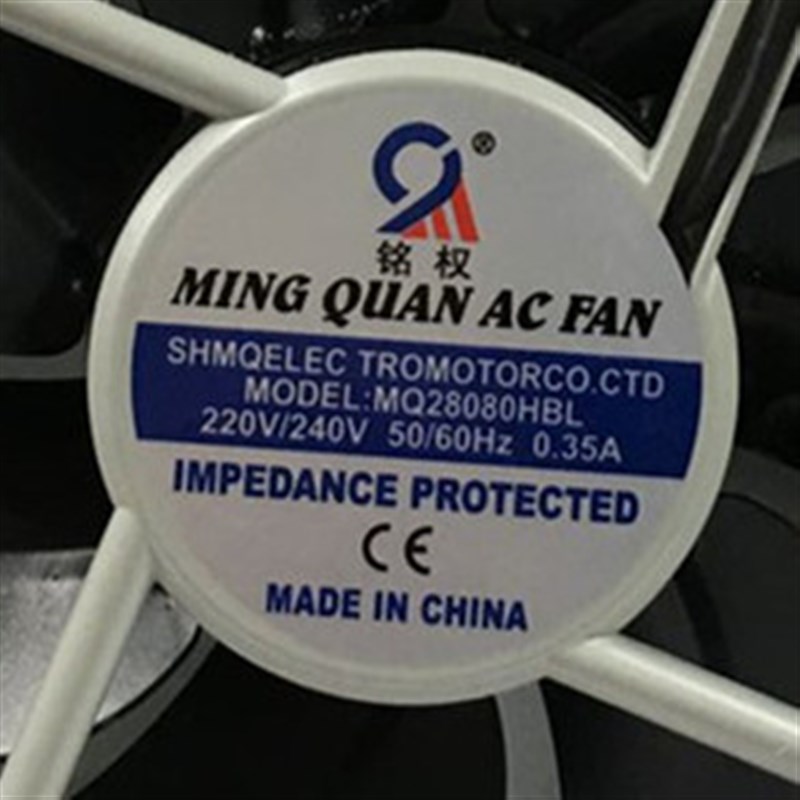 ®
铭权
MING QUAN AC FAN
SHMQELEC TROMOTORCO.CTD
MODEL:MQ28080HBL
220V/240V 50/60Hz 0.35A
IMPEDANCE PROTECTED
CE
MADE IN CHINA